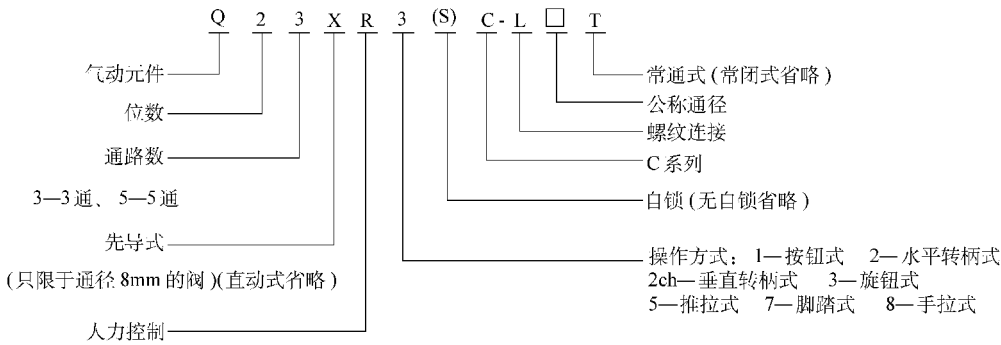 Q 2 3 X R 3 (S) C - L □ T
气动元件
位数
通路数
3—3通、5—5通
先导式
(只限于通径8mm的阀)(直动式省略)
人力控制
常通式(常闭式省略)
公称通径
螺纹连接
C系列
自锁(无自锁省略)
操作方式：1—按钮式 2—水平转柄式
2ch—垂直转柄式 3—旋钮式
5—推拉式 7—脚踏式 8—手拉式